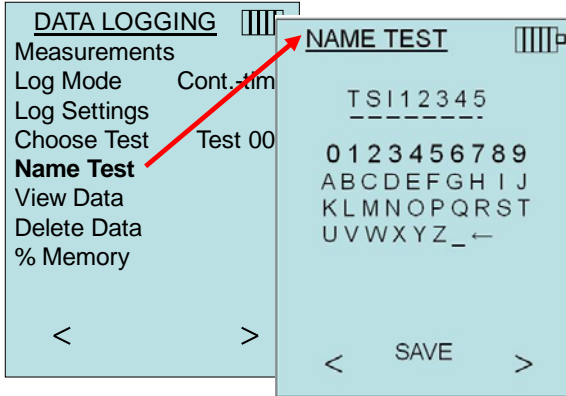 DATA LOGGING
Measurements
Log Mode Cont.-tim
Log Settings
Choose Test Test 00
Name Test
View Data
Delete Data
% Memory
< >
NAME TEST
TSI12345
0123456789
ABCDEFGHIJ
KLMNOPQRST
UVWXYZ_←
< SAVE >